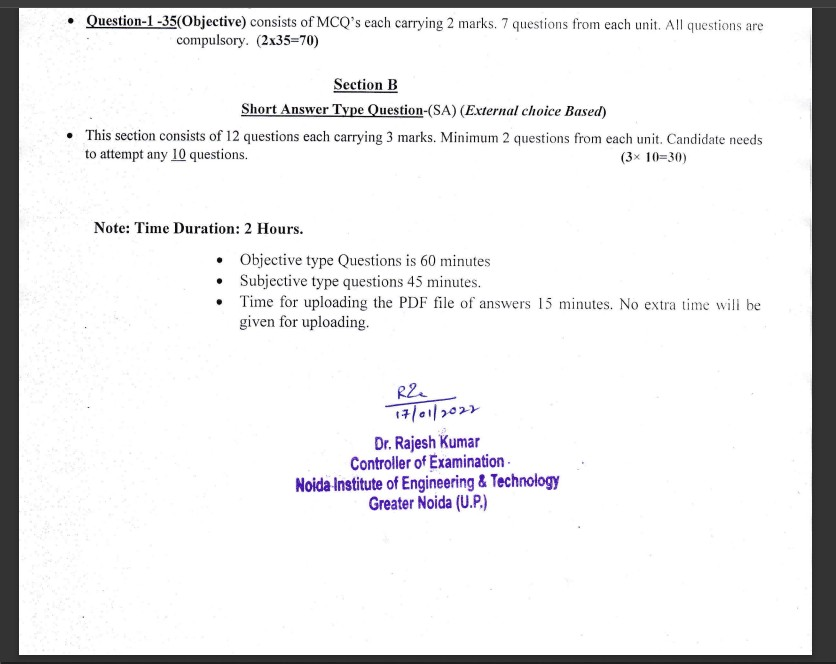 • Question-1 -35(Objective) consists of MCQ’s each carrying 2 marks. 7 questions from each unit. All questions are
compulsory. (2x35=70)
Section B
Short Answer Type Question-(SA) (External choice Based)
• This section consists of 12 questions each carrying 3 marks. Minimum 2 questions from each unit. Candidate needs
to attempt any 10 questions. (3× 10=30)
Note: Time Duration: 2 Hours.
• Objective type Questions is 60 minutes
• Subjective type questions 45 minutes.
• Time for uploading the PDF file of answers 15 minutes. No extra time will be
given for uploading.
17/01/2022
Dr. Rajesh Kumar
Controller of Examination
Noida Institute of Engineering & Technology
Greater Noida (U.P.)